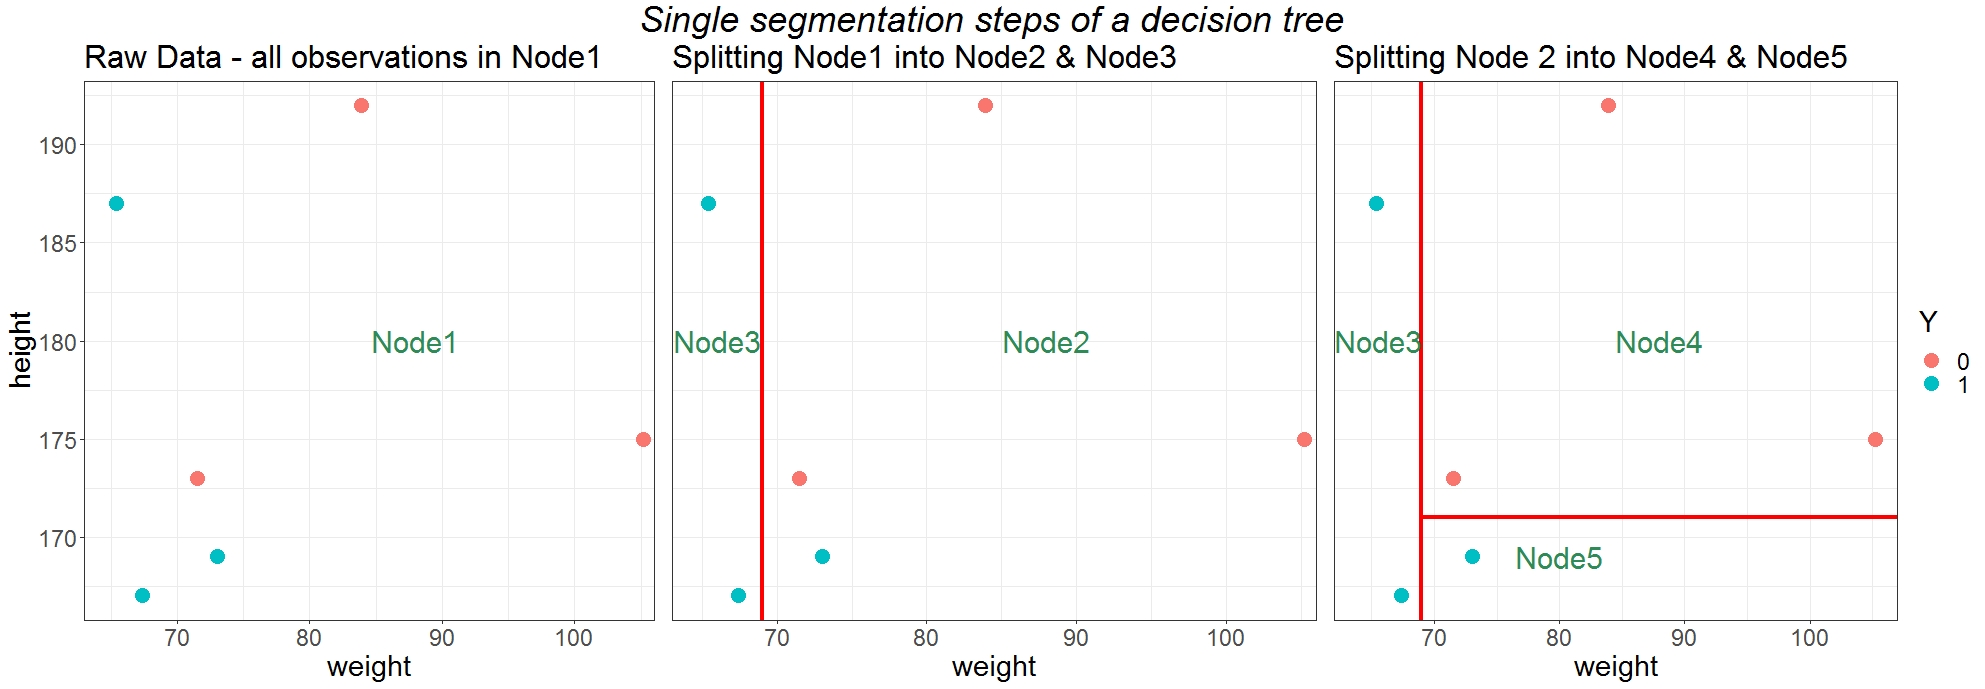 Single segmentation steps of a decision tree
Raw Data - all observations in Node1
Splitting Node1 into Node2 & Node3
Splitting Node 2 into Node4 & Node5
height
190
185
180
175
170
Node1
70 80 90 100
weight
Node3
Node2
70 80 90 100
weight
Node3
Node4
Node5
70 80 90 100
weight
Y
0
1